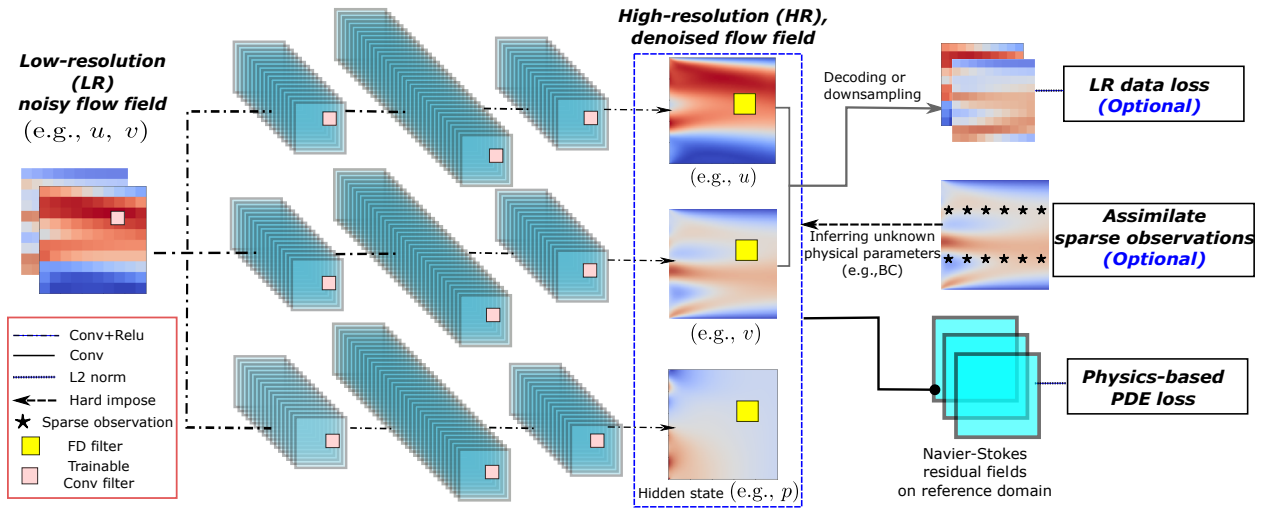 Low-resolution
(LR)
noisy flow field
(e.g., u, v)
Conv+Relu
Conv
L2 norm
Hard impose
Sparse observation
FD filter
Trainable
Conv filter
High-resolution (HR),
denoised flow field
(e.g., u)
(e.g., v)
Hidden state (e.g., p)
Decoding or
downsampling
LR data loss
(Optional)
Inferring unknown
physical parameters
(e.g.,BC)
Assimilate
sparse observations
(Optional)
Physics-based
PDE loss
Navier-Stokes
residual fields
on reference domain